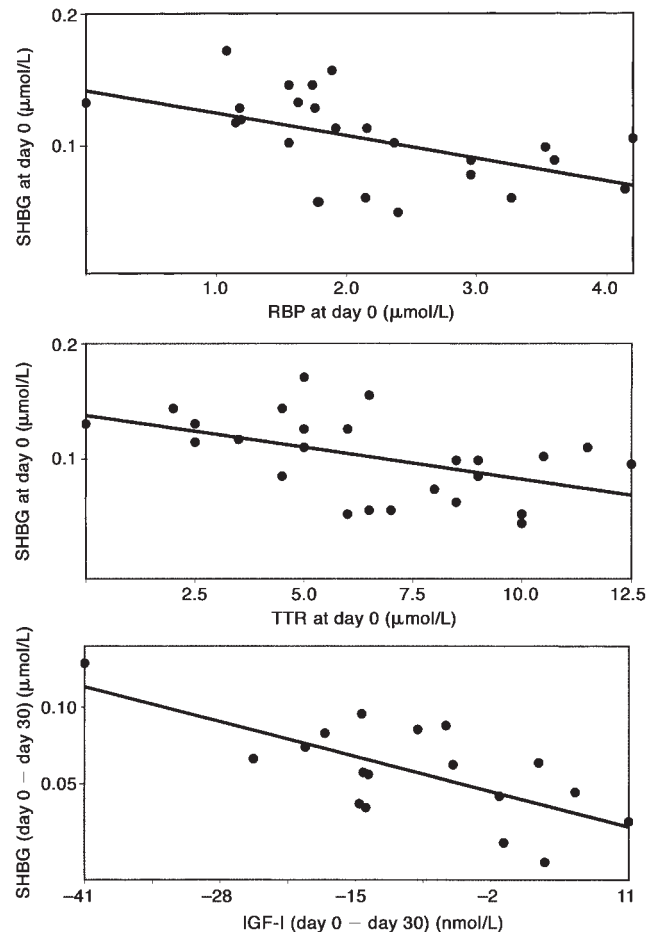 0.2
SHBG at day 0 (μmol/L)
0.1
1.0 2.0 3.0 4.0
RBP at day 0 (μmol/L)
0.2
SHBG at day 0 (μmol/L)
0.1
2.5 5.0 7.5 10.0 12.5
TTR at day 0 (μmol/L)
SHBG (day 0 – day 30) (μmol/L)
0.10
0.05
–41 –28 –15 –2 11
IGF-I (day 0 – day 30) (nmol/L)